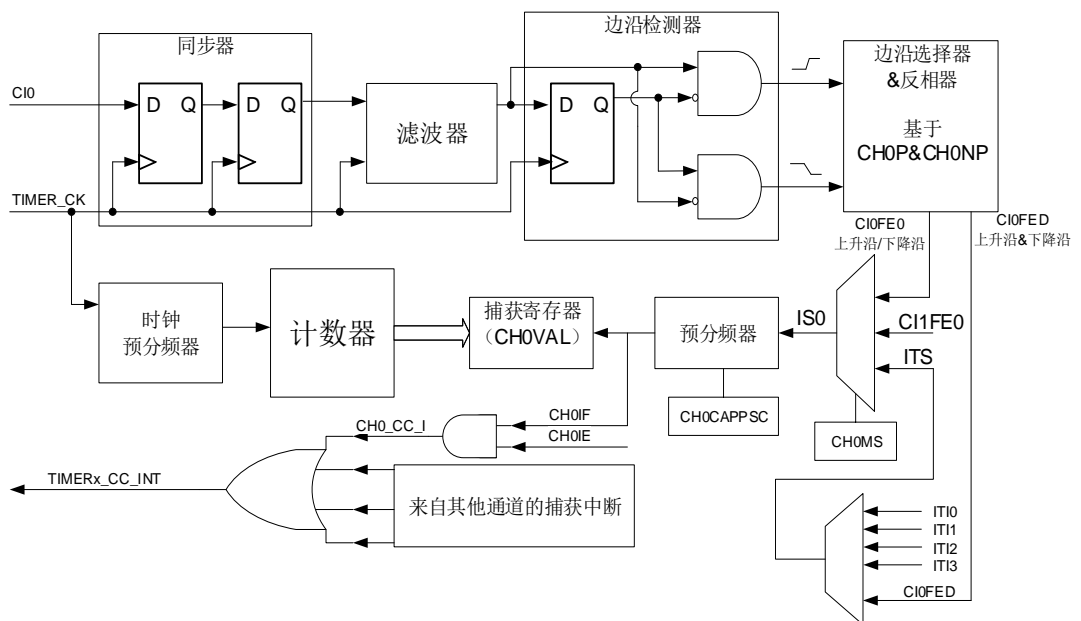 同步器
边沿检测器
CI0
D Q
D Q
滤波器
D Q
边沿选择器
&反相器
基于
CH0P&CH0NP
TIMER_CK
CI0FE0
上升沿/下降沿
CI0FED
上升沿&下降沿
时钟
预分频器
计数器
捕获寄存器
（CH0VAL）
预分频器
IS0
CI1FE0
ITS
CH0CAPPSC
CH0MS
CH0_CC_I
CH0IF
CH0IE
TIMERx_CC_INT
来自其他通道的捕获中断
ITI0
ITI1
ITI2
ITI3
CI0FED